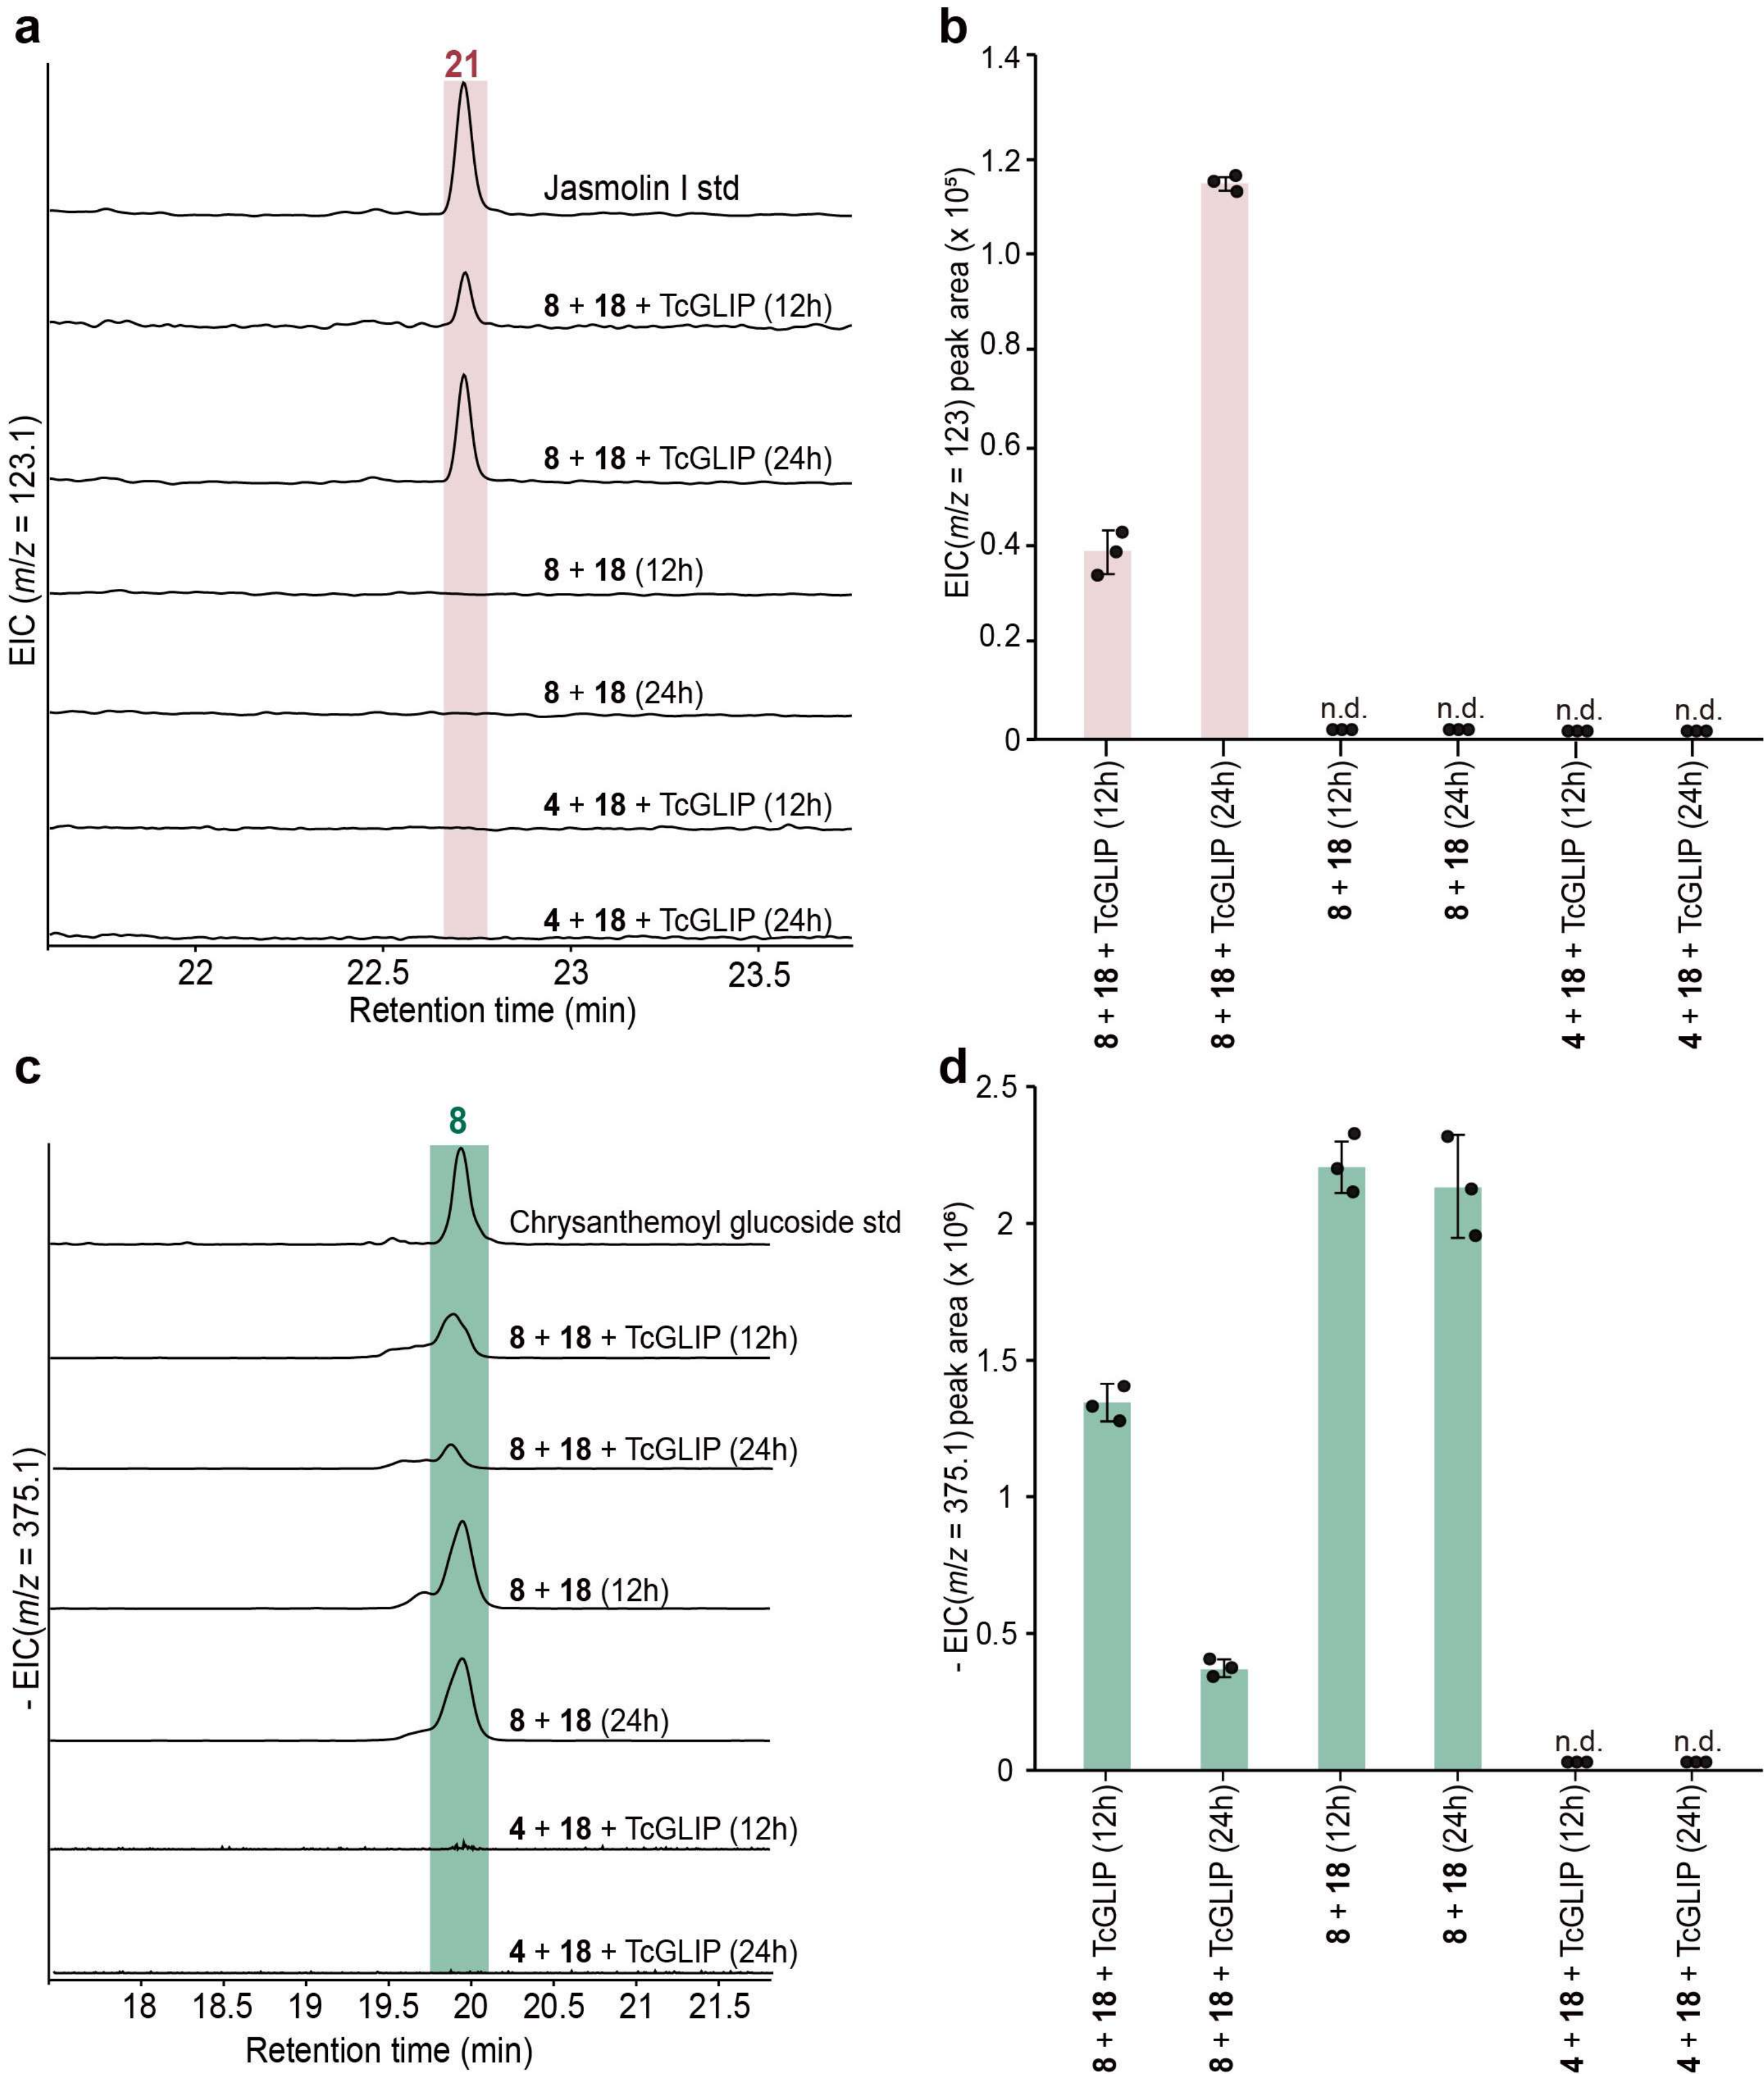 a
21
Jasmolin I std
8 + 18 + TcGLIP (12h)
8 + 18 + TcGLIP (24h)
8 + 18 (12h)
8 + 18 (24h)
4 + 18 + TcGLIP (12h)
4 + 18 + TcGLIP (24h)
EIC (m/z = 123.1)
22 22.5 23 23.5
Retention time (min)
b
EIC(m/z = 123) peak area (x 10⁵)
1.4
1.2
1.0
0.8
0.6
0.4
0.2
0
n.d. n.d. n.d. n.d.
8 + 18 + TcGLIP (12h)
8 + 18 + TcGLIP (24h)
8 + 18 (12h)
8 + 18 (24h)
4 + 18 + TcGLIP (12h)
4 + 18 + TcGLIP (24h)
c
8
Chrysanthemoyl glucoside std
8 + 18 + TcGLIP (12h)
8 + 18 + TcGLIP (24h)
8 + 18 (12h)
8 + 18 (24h)
4 + 18 + TcGLIP (12h)
4 + 18 + TcGLIP (24h)
- EIC(m/z = 375.1)
18 18.5 19 19.5 20 20.5 21 21.5
Retention time (min)
d
- EIC(m/z = 375.1) peak area (x 10⁶)
2.5
2
1.5
1
0.5
0
n.d. n.d.
8 + 18 + TcGLIP (12h)
8 + 18 + TcGLIP (24h)
8 + 18 (12h)
8 + 18 (24h)
4 + 18 + TcGLIP (12h)
4 + 18 + TcGLIP (24h)